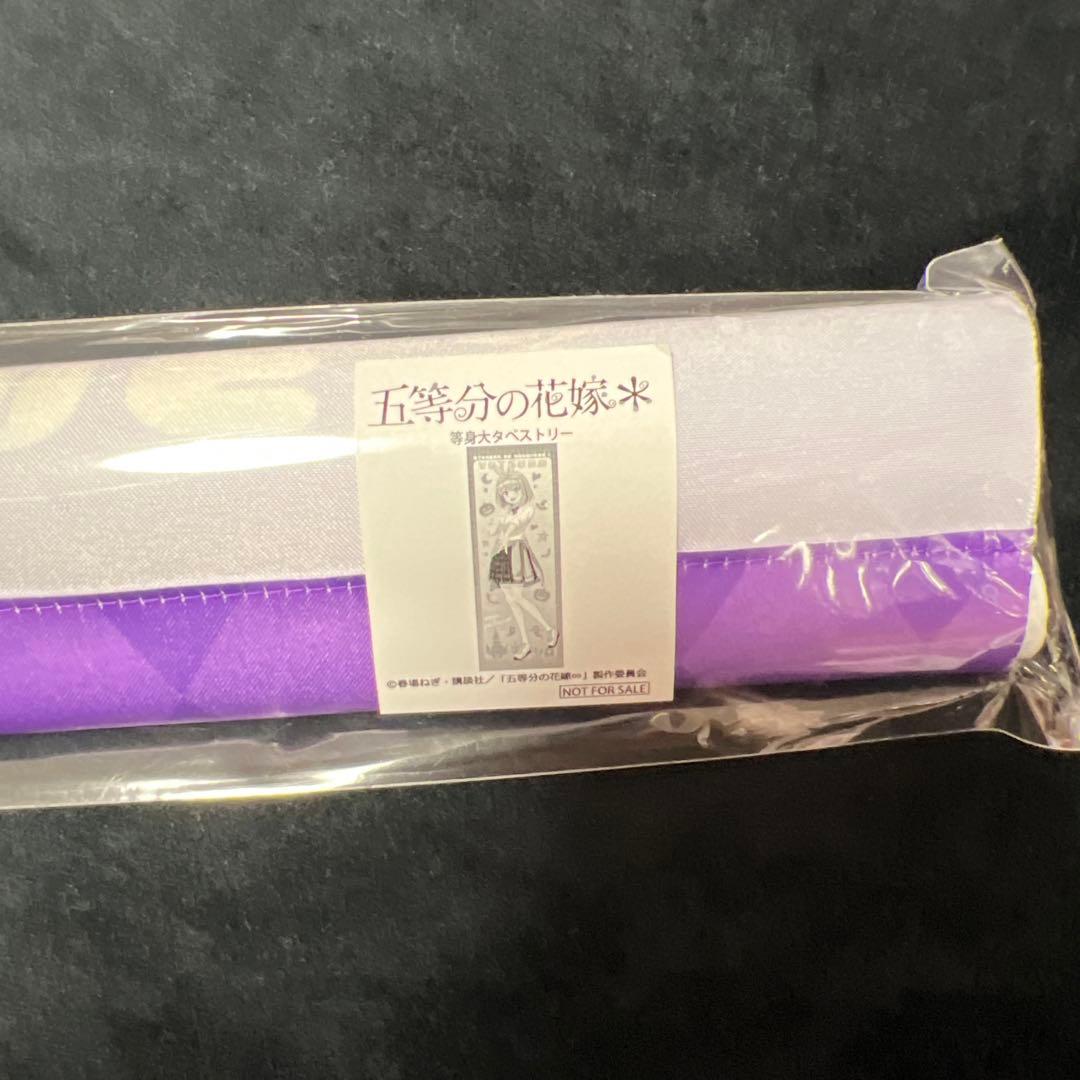 五等分の花嫁*
等身大タペストリー
©春場ねぎ・講談社／「五等分の花嫁∽」製作委員会
NOT FOR SALE